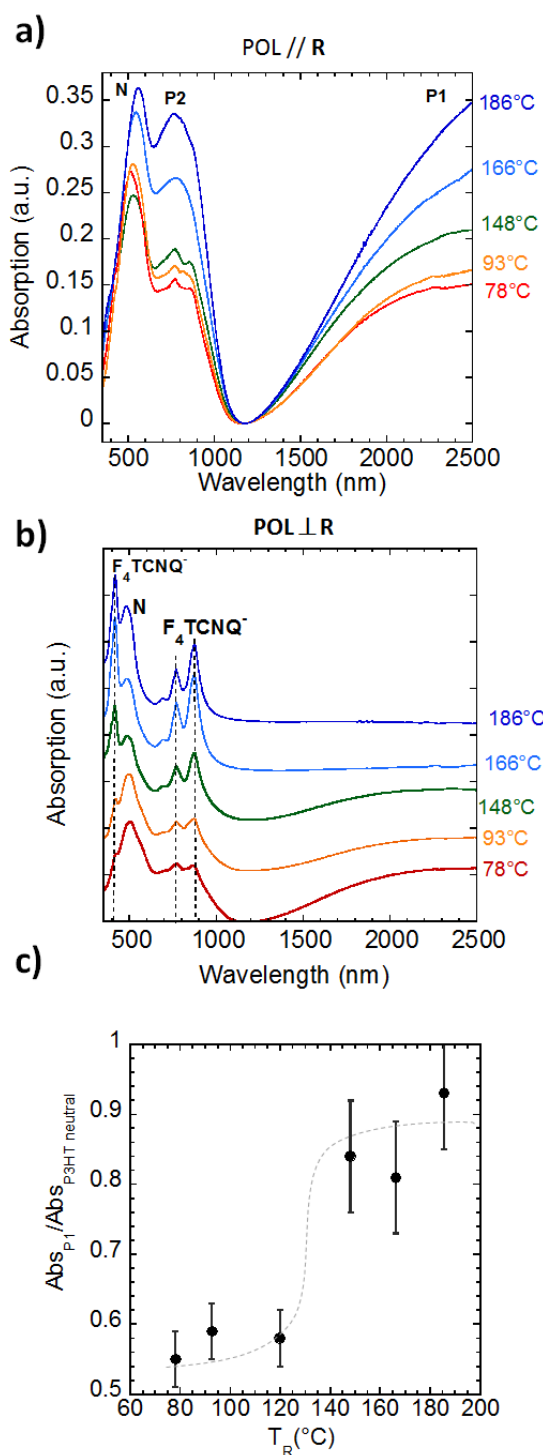 a)
POL // R
N
P2
P1
186°C
166°C
148°C
93°C
78°C
Absorption (a.u.)
0.35
0.3
0.25
0.2
0.15
0.1
0.05
0
500 1000 1500 2000 2500
Wavelength (nm)
b)
POL ⊥ R
F4TCNQ-
N
F4TCNQ-
186°C
166°C
148°C
93°C
78°C
Absorption (a.u.)
500 1000 1500 2000 2500
Wavelength (nm)
c)
AbsP1/AbsP3HT neutral
1
0.9
0.8
0.7
0.6
0.5
60 80 100 120 140 160 180 200
TR(°C)